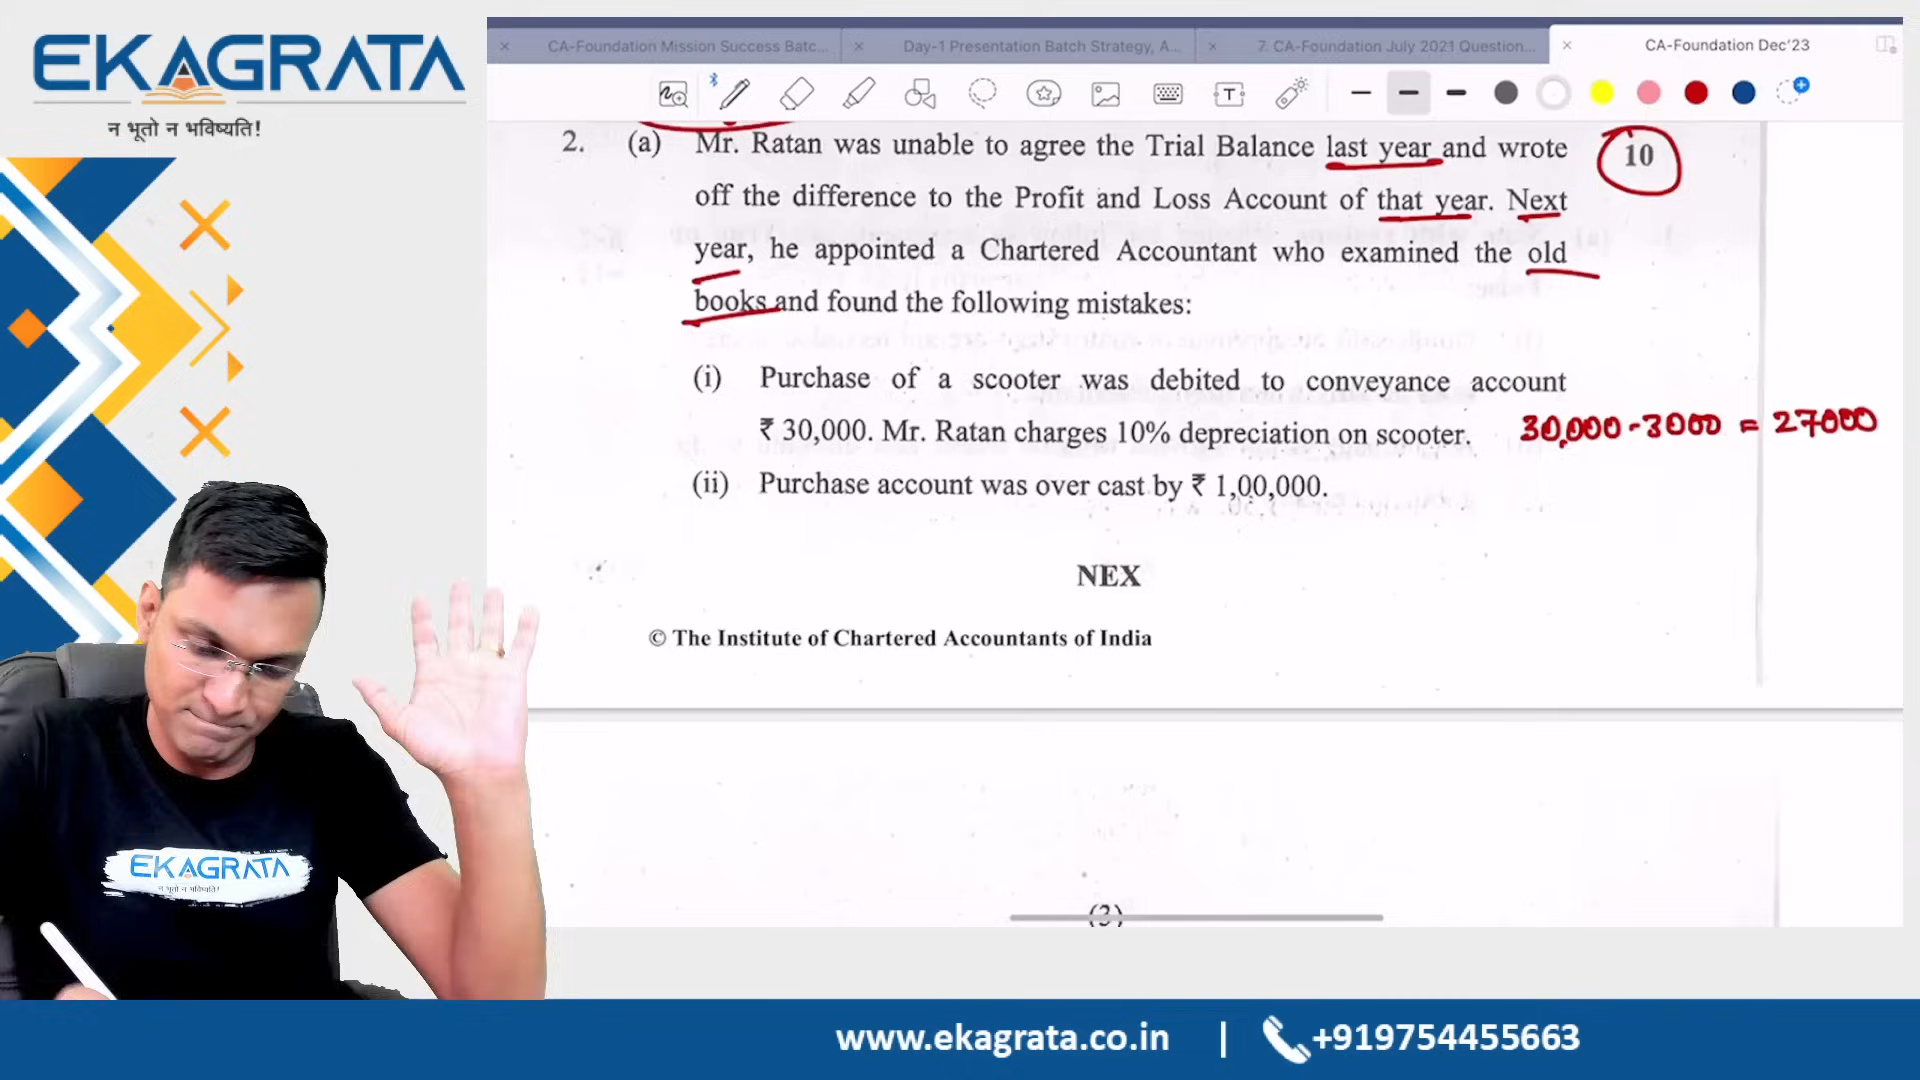 EKAGRATA
न भूतो न भविष्यति!
CA-Foundation Mission Success Batc...
Day-1 Presentation Batch Strategy, A...
7. CA-Foundation July 2021 Question...
CA-Foundation Dec'23
T
2. (a) Mr. Ratan was unable to agree the Trial Balance last year and wrote 10
off the difference to the Profit and Loss Account of that year. Next
year, he appointed a Chartered Accountant who examined the old
books and found the following mistakes:
(i) Purchase of a scooter was debited to conveyance account
₹ 30,000. Mr. Ratan charges 10% depreciation on scooter. 30,000 - 3000 = 27000
(ii) Purchase account was over cast by ₹ 1,00,000.
NEX
© The Institute of Chartered Accountants of India
(3)
EKAGRATA
न भूतो न भविष्यति!
www.ekagrata.co.in | +919754455663